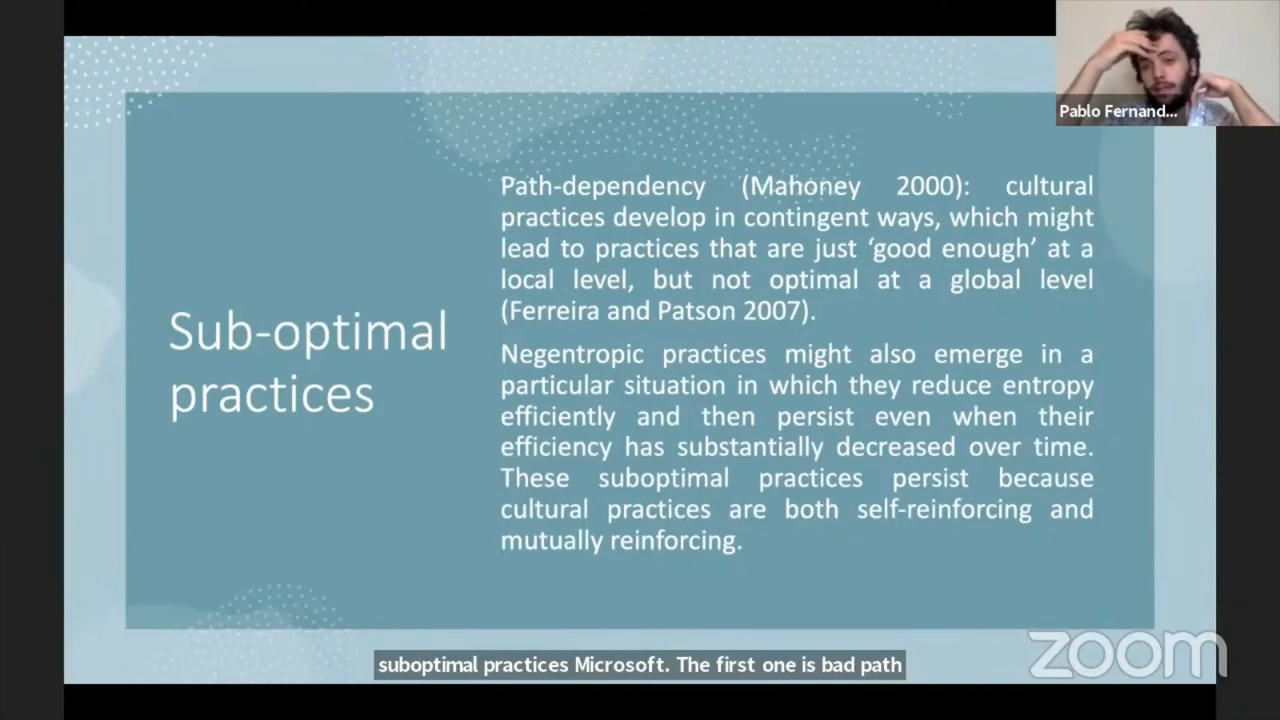 Pablo Fernand...
Sub-optimal
practices
Path-dependency (Mahoney 2000): cultural
practices develop in contingent ways, which might
lead to practices that are just ‘good enough’ at a
local level, but not optimal at a global level
(Ferreira and Patson 2007).
Negentropic practices might also emerge in a
particular situation in which they reduce entropy
efficiently and then persist even when their
efficiency has substantially decreased over time.
These suboptimal practices persist because
cultural practices are both self-reinforcing and
mutually reinforcing.
suboptimal practices Microsoft. The first one is bad path
zoom